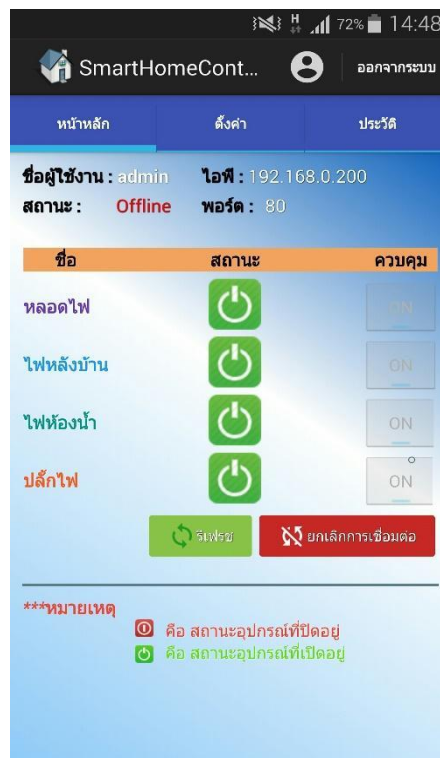 H 72% 14:48
SmartHomeCont... ออกจากระบบ
หน้าหลัก ตั้งค่า ประวัติ
ชื่อผู้ใช้งาน : admin ไอพี : 192.168.0.200
สถานะ : Offline พอร์ต : 80
ชื่อ สถานะ ควบคุม
หลอดไฟ ON
ไฟหลังบ้าน ON
ไฟห้องน้ำ ON
ปลั๊กไฟ ON
รีเฟรช ยกเลิกการเชื่อมต่อ
***หมายเหตุ
คือ สถานะอุปกรณ์ที่ปิดอยู่
คือ สถานะอุปกรณ์ที่เปิดอยู่